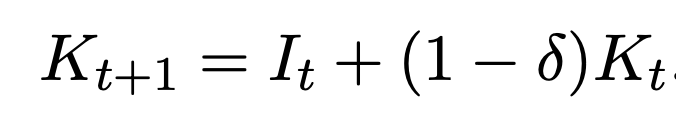 K_{t+1} = I_t + (1 − δ)K_t.